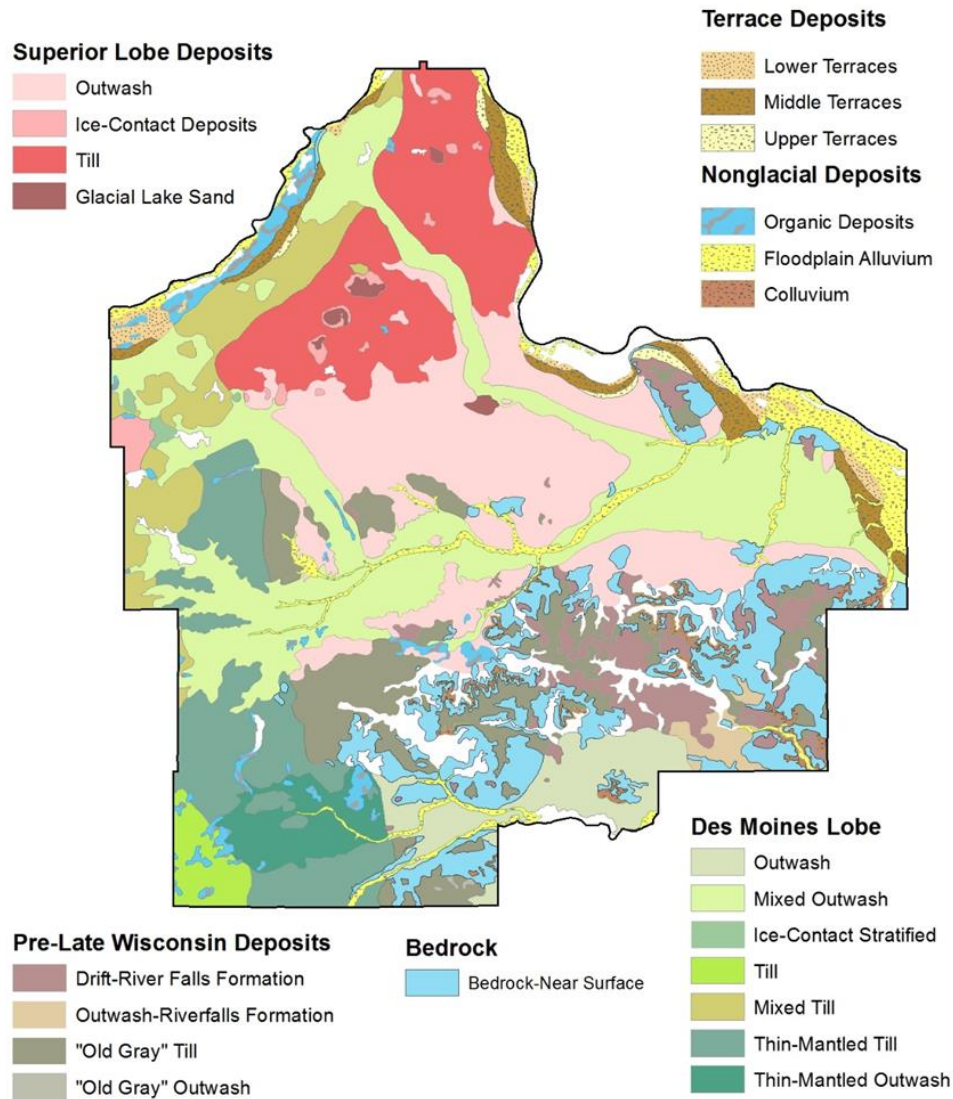 Superior Lobe Deposits
Outwash
Ice-Contact Deposits
Till
Glacial Lake Sand
Terrace Deposits
Lower Terraces
Middle Terraces
Upper Terraces
Nonglacial Deposits
Organic Deposits
Floodplain Alluvium
Colluvium
Pre-Late Wisconsin Deposits
Drift-River Falls Formation
Outwash-Riverfalls Formation
"Old Gray" Till
"Old Gray" Outwash
Bedrock
Bedrock-Near Surface
Des Moines Lobe
Outwash
Mixed Outwash
Ice-Contact Stratified
Till
Mixed Till
Thin-Mantled Till
Thin-Mantled Outwash